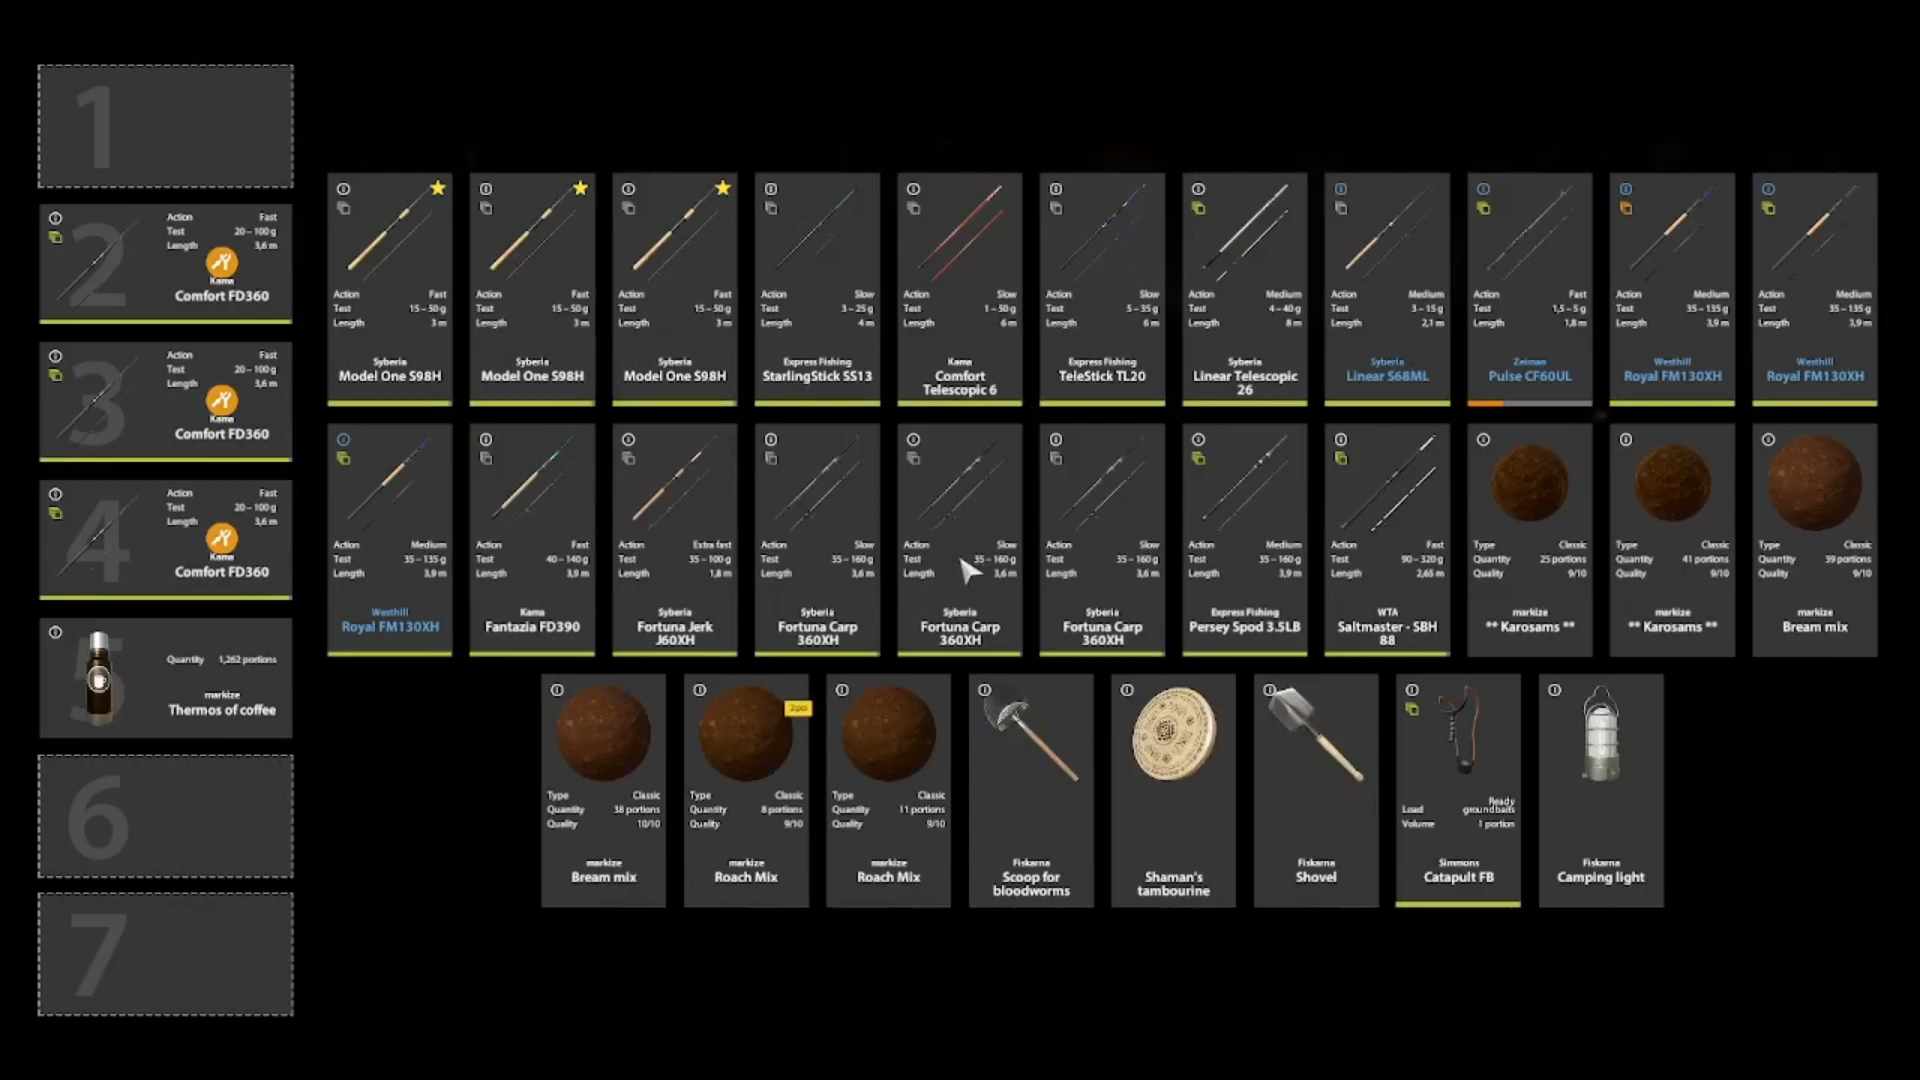 1
2
Action Fast
Test 20 – 100 g
Length 3,6 m
Kama
Comfort FD360
3
Action Fast
Test 20 – 100 g
Length 3,6 m
Kama
Comfort FD360
4
Action Fast
Test 20 – 100 g
Length 3,6 m
Kama
Comfort FD360
5
Quantity 1,262 portions
markize
Thermos of coffee
6
7
Action Fast
Test 15 – 50 g
Length 3 m
Syberia
Model One S98H
Action Fast
Test 15 – 50 g
Length 3 m
Syberia
Model One S98H
Action Fast
Test 15 – 50 g
Length 3 m
Syberia
Model One S98H
Action Slow
Test 3 – 25 g
Length 4 m
Express Fishing
StarlingStick SS13
Action Slow
Test 1 – 50 g
Length 6 m
Kama
Comfort
Telescopic 6
Action Slow
Test 5 – 35 g
Length 6 m
Express Fishing
TeleStick TL20
Action Medium
Test 4 – 40 g
Length 8 m
Syberia
Linear Telescopic
26
Action Medium
Test 3 – 15 g
Length 2,1 m
Syberia
Linear S68ML
Action Fast
Test 1,5 – 5 g
Length 1,8 m
Zeiman
Pulse CF60UL
Action Medium
Test 35 – 135 g
Length 3,9 m
Westhill
Royal FM130XH
Action Medium
Test 35 – 135 g
Length 3,9 m
Westhill
Royal FM130XH
Action Medium
Test 35 – 135 g
Length 3,9 m
Westhill
Royal FM130XH
Action Fast
Test 40 – 140 g
Length 3,9 m
Kama
Fantazia FD390
Action Extra fast
Test 35 – 100 g
Length 1,8 m
Syberia
Fortuna Jerk
J60XH
Action Slow
Test 35 – 160 g
Length 3,6 m
Syberia
Fortuna Carp
360XH
Action Slow
Test 35 – 160 g
Length 3,6 m
Syberia
Fortuna Carp
360XH
Action Slow
Test 35 – 160 g
Length 3,6 m
Syberia
Fortuna Carp
360XH
Action Medium
Test 35 – 160 g
Length 3,9 m
Express Fishing
Persey Spod 3.5LB
Action Fast
Test 90 – 320 g
Length 2,65 m
WTA
Saltmaster - SBH
88
Type Classic
Quantity 25 portions
Quality 9/10
markize
** Karosams **
Type Classic
Quantity 41 portions
Quality 9/10
markize
** Karosams **
Type Classic
Quantity 39 portions
Quality 9/10
markize
Bream mix
Type Classic
Quantity 38 portions
Quality 10/10
markize
Bream mix
2pcs
Type Classic
Quantity 8 portions
Quality 9/10
markize
Roach Mix
Type Classic
Quantity 11 portions
Quality 9/10
markize
Roach Mix
Fiskarna
Scoop for
bloodworms
Shaman's
tambourine
Fiskarna
Shovel
Load Ready
groundbaits
Volume 1 portion
Simmons
Catapult FB
Fiskarna
Camping light